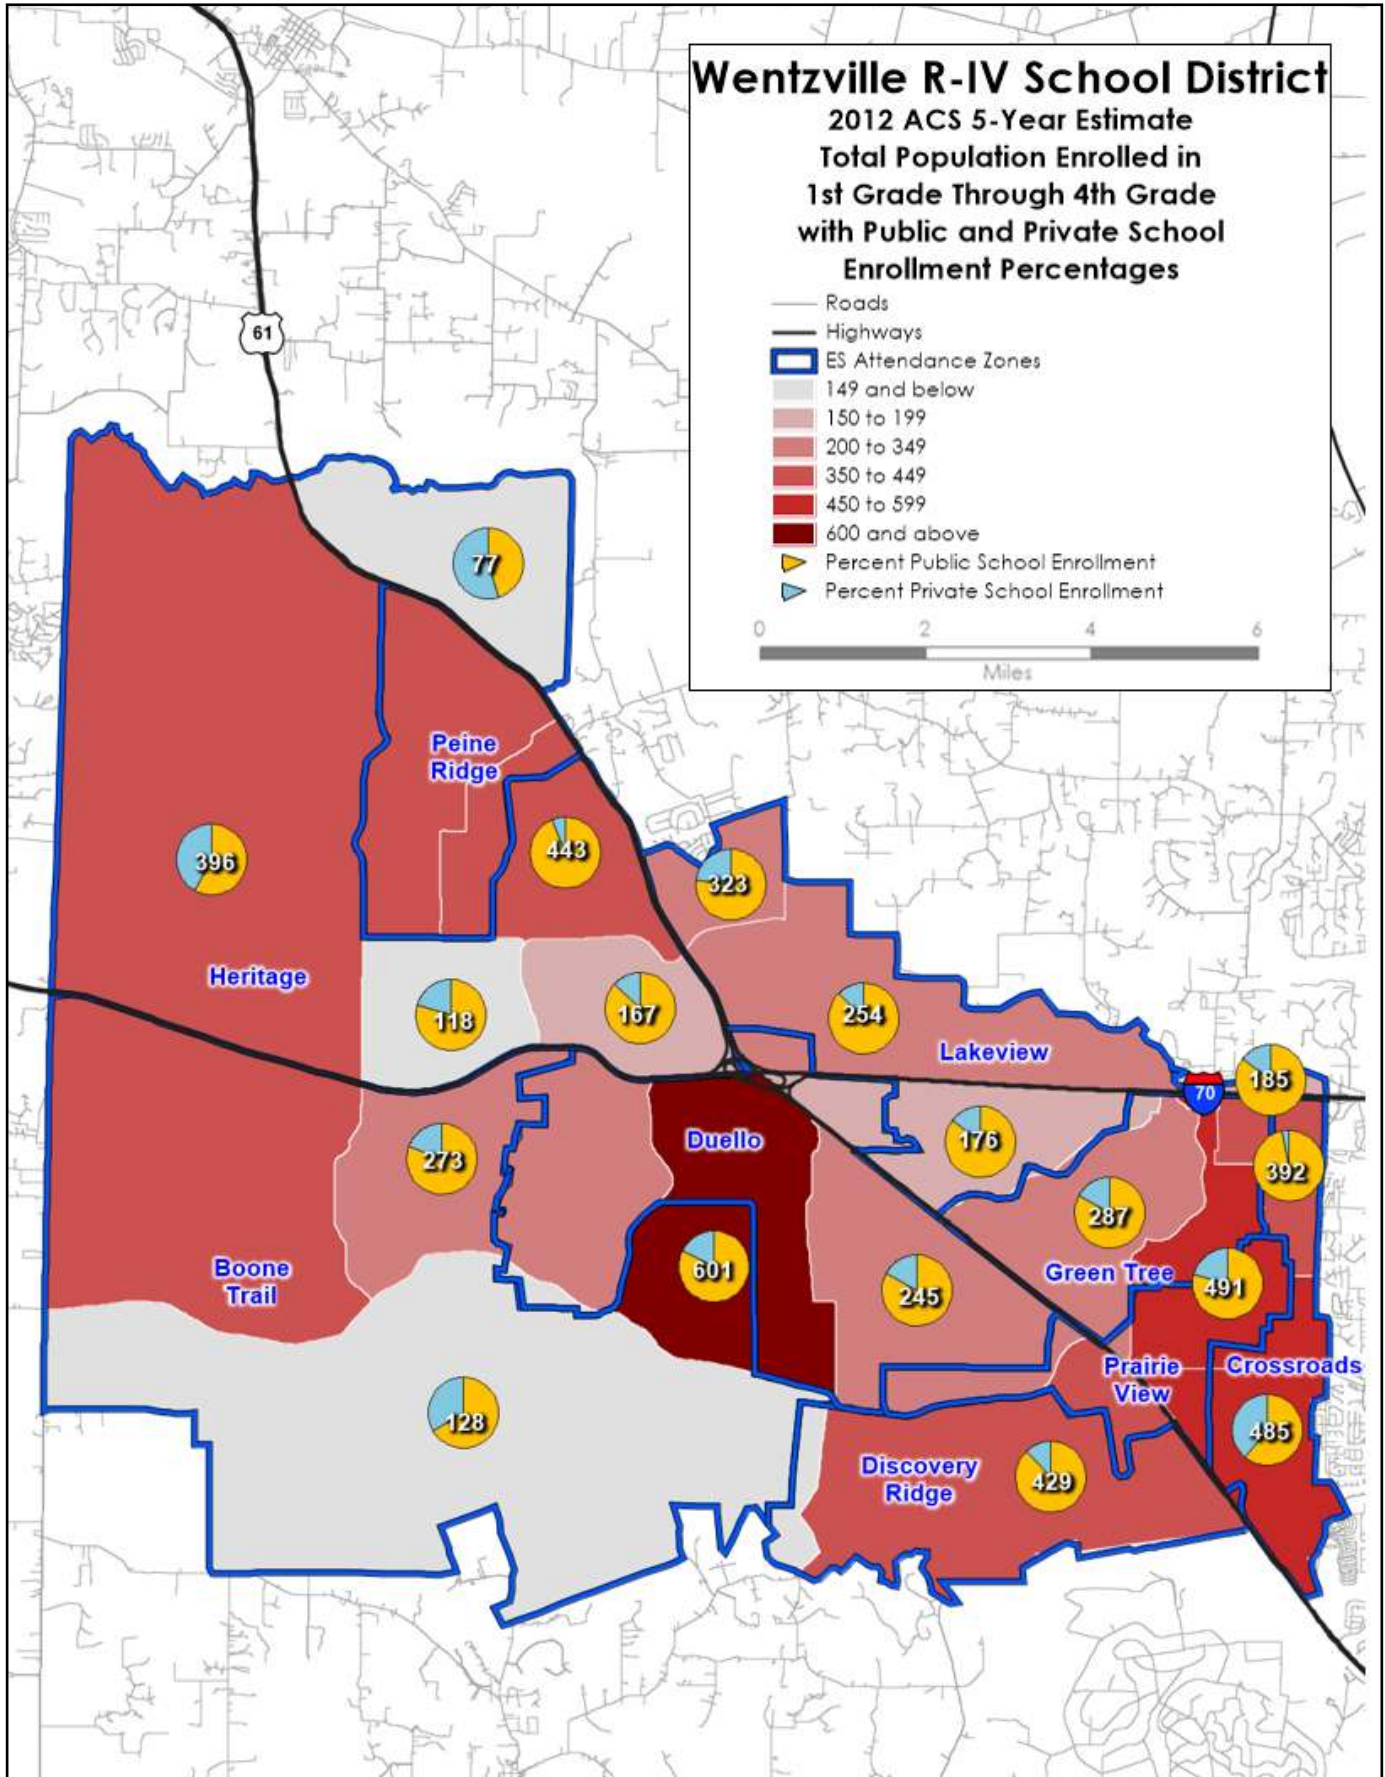 Wentzville R-IV School District
2012 ACS 5-Year Estimate
Total Population Enrolled in
1st Grade Through 4th Grade
with Public and Private School
Enrollment Percentages
Roads
Highways
ES Attendance Zones
149 and below
150 to 199
200 to 349
350 to 449
450 to 599
600 and above
Percent Public School Enrollment
Percent Private School Enrollment
0 2 4 6
Miles
61
77
Peine
Ridge
396
443
323
Heritage
118
167
254
Lakeview
185
70
Duello
176
273
392
287
Boone
Trail
601
245
Green Tree
491
Prairie
View
Crossroads
128
485
Discovery
Ridge
429